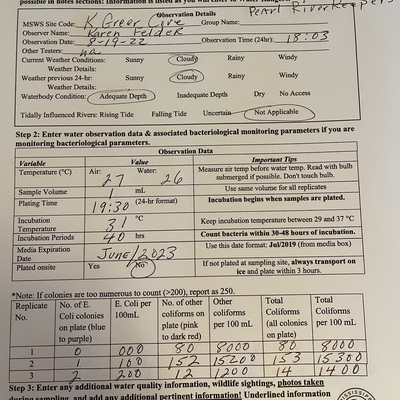 possible in notes section: Information is listed as you will enter
Pearl RiverKeepers
Observation Details
MSWS Site Code: K Greer Cove Group Name:
Observer Name: Karen Felder
Observation Date: 8-19-22 Observation Time (24hr): 18:03
Other Testers: na
Current Weather Conditions: Sunny Cloudy Rainy Windy
Weather Details:
Weather previous 24-hr: Sunny Cloudy Rainy Windy
Weather Details:
Waterbody Condition: Adequate Depth Inadequate Depth Dry No Access
Tidally Influenced Rivers: Rising Tide Falling Tide Uncertain Not Applicable
Step 2: Enter water observation data & associated bacteriological monitoring parameters if you are
monitoring bacteriological parameters.
Observation Data
Variable Value Important Tips
Temperature (°C) Air: 27 Water: 26 Measure air temp before water temp. Read with bulb
submerged if possible. Don't touch bulb.
Sample Volume 1 mL Use same volume for all replicates
Plating Time 19:30 (24-hr format) Incubation begins when samples are plated.
Incubation
Temperature 31 °C Keep incubation temperature between 29 and 37 °C
Incubation Periods 40 hrs Count bacteria within 30-48 hours of incubation.
Media Expiration
Date June/2023 Use this date format: Jul/2019 (from media box)
Plated onsite Yes No If not plated at sampling site, always transport on
ice and plate within 3 hours.
*Note: If colonies are too numerous to count (>200), report as 250.
Replicate
No.
No. of E.
Coli colonies
on plate (blue
to purple)
E. Coli per
100mL
No. of other
coliforms on
plate (pink
to dark red)
Other
coliforms
per 100 mL
Total
Coliforms
(all colonies
on plate)
Total
Coliforms
per 100 mL
1 0 000 80 8000 80 8000
2 1 100 152 15200 153 15300
3 2 200 12 1200 14 1400
Step 3: Enter any additional water quality information, wildlife sightings, photos taken
during sampling, and add any additional pertinent information! Underlined information